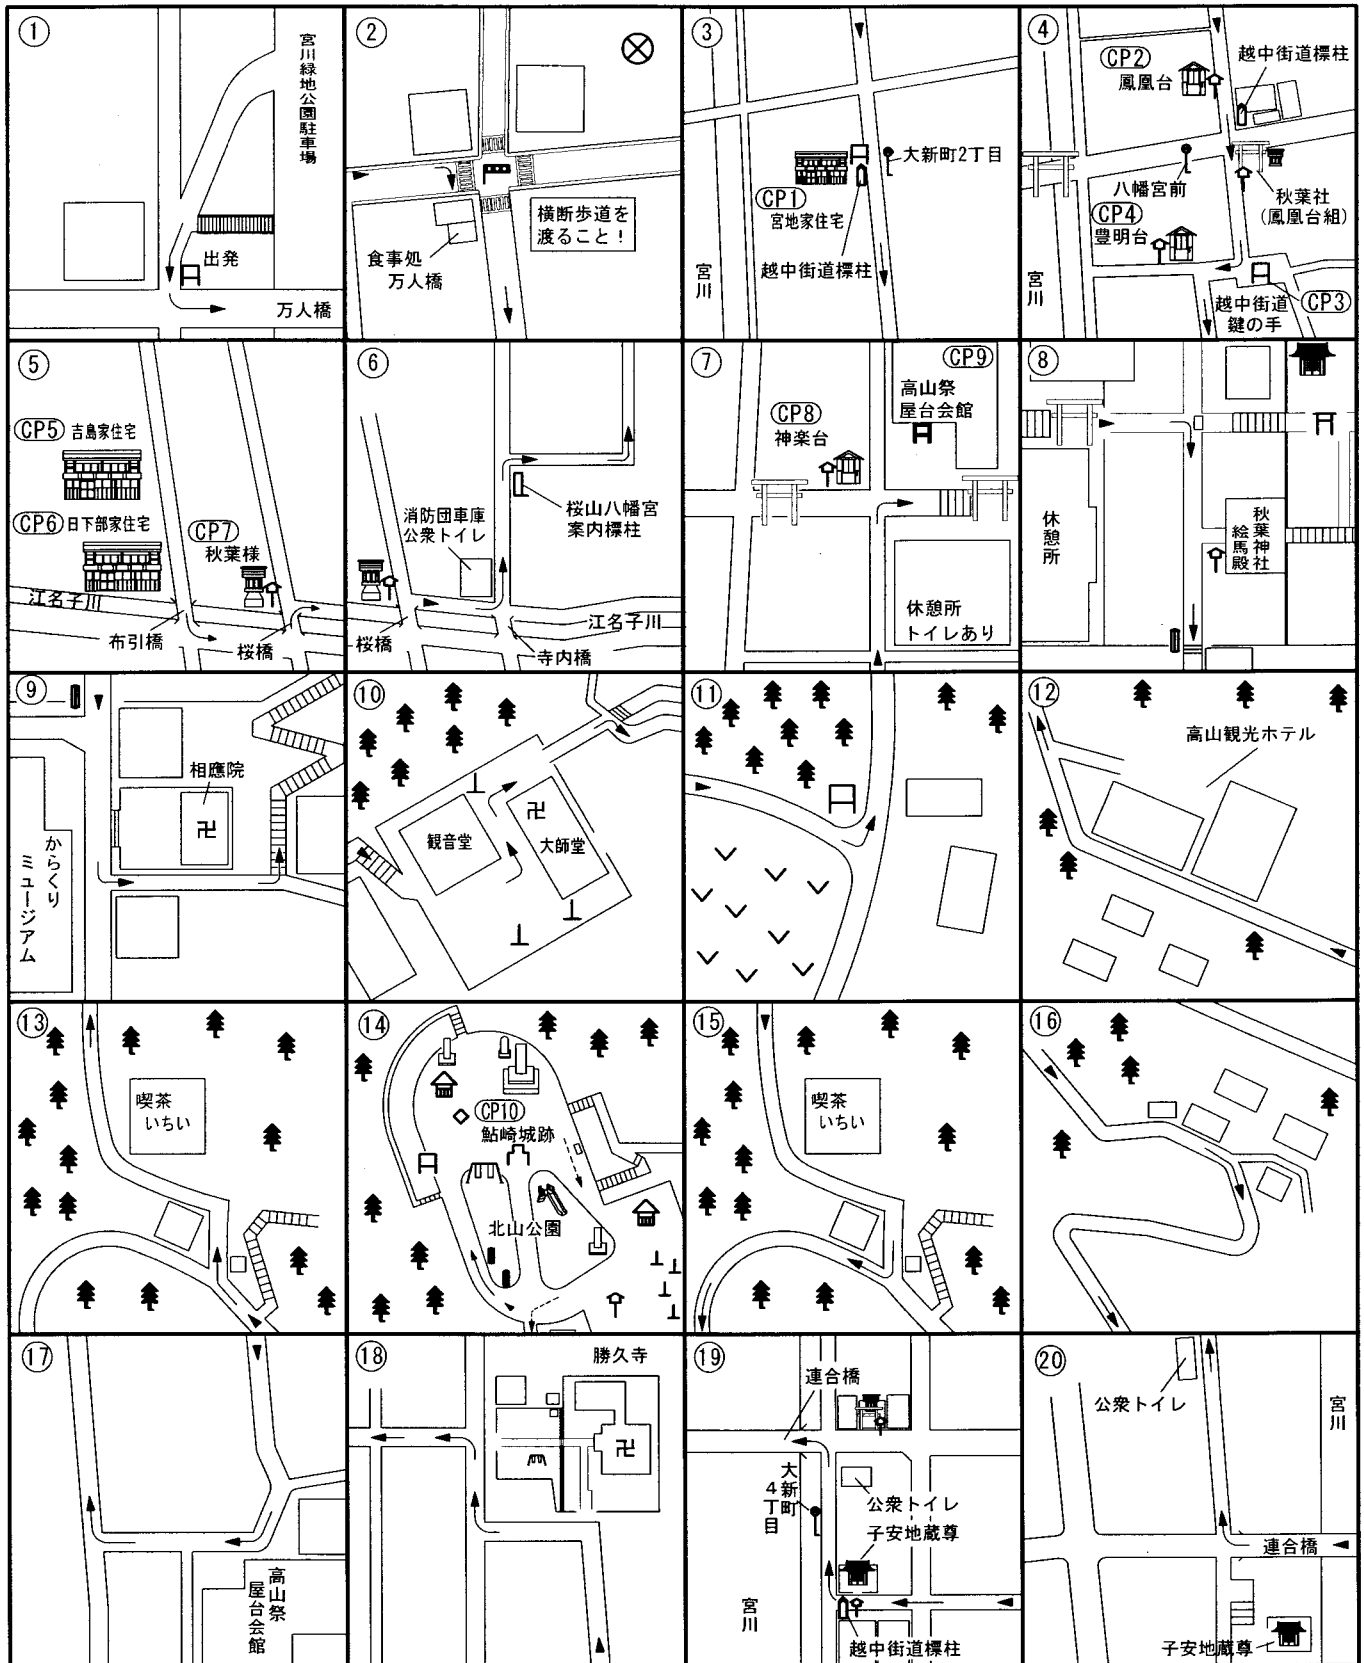 ①
宮川緑地公園駐車場
出発
万人橋
②
食事処
万人橋
横断歩道を
渡ること！
③
大新町2丁目
CP1
宮地家住宅
越中街道標柱
宮川
④
CP2
鳳凰台
越中街道標柱
八幡宮前
秋葉社
(鳳凰台組)
CP4
豊明台
宮川
越中街道
鍵の手
CP3
⑤
CP5 吉島家住宅
CP6 日下部家住宅
CP7
秋葉様
江名子川
布引橋
桜橋
⑥
消防団車庫
公衆トイレ
桜山八幡宮
案内標柱
桜橋
江名子川
寺内橋
⑦
CP9
高山祭
屋台会館
CP8
神楽台
休憩所
トイレあり
⑧
休憩所
秋葉神社
絵馬殿
⑨
相應院
卍
からくり
ミュージアム
⑩
観音堂
卍
大師堂
⑪
⑫
高山観光ホテル
⑬
喫茶
いちい
⑭
CP10
鮎崎城跡
北山公園
⑮
喫茶
いちい
⑯
⑰
高山祭
屋台会館
⑱
勝久寺
卍
⑲
連合橋
大新町
4丁目
公衆トイレ
子安地蔵尊
宮川
越中街道標柱
⑳
公衆トイレ
宮川
連合橋
子安地蔵尊